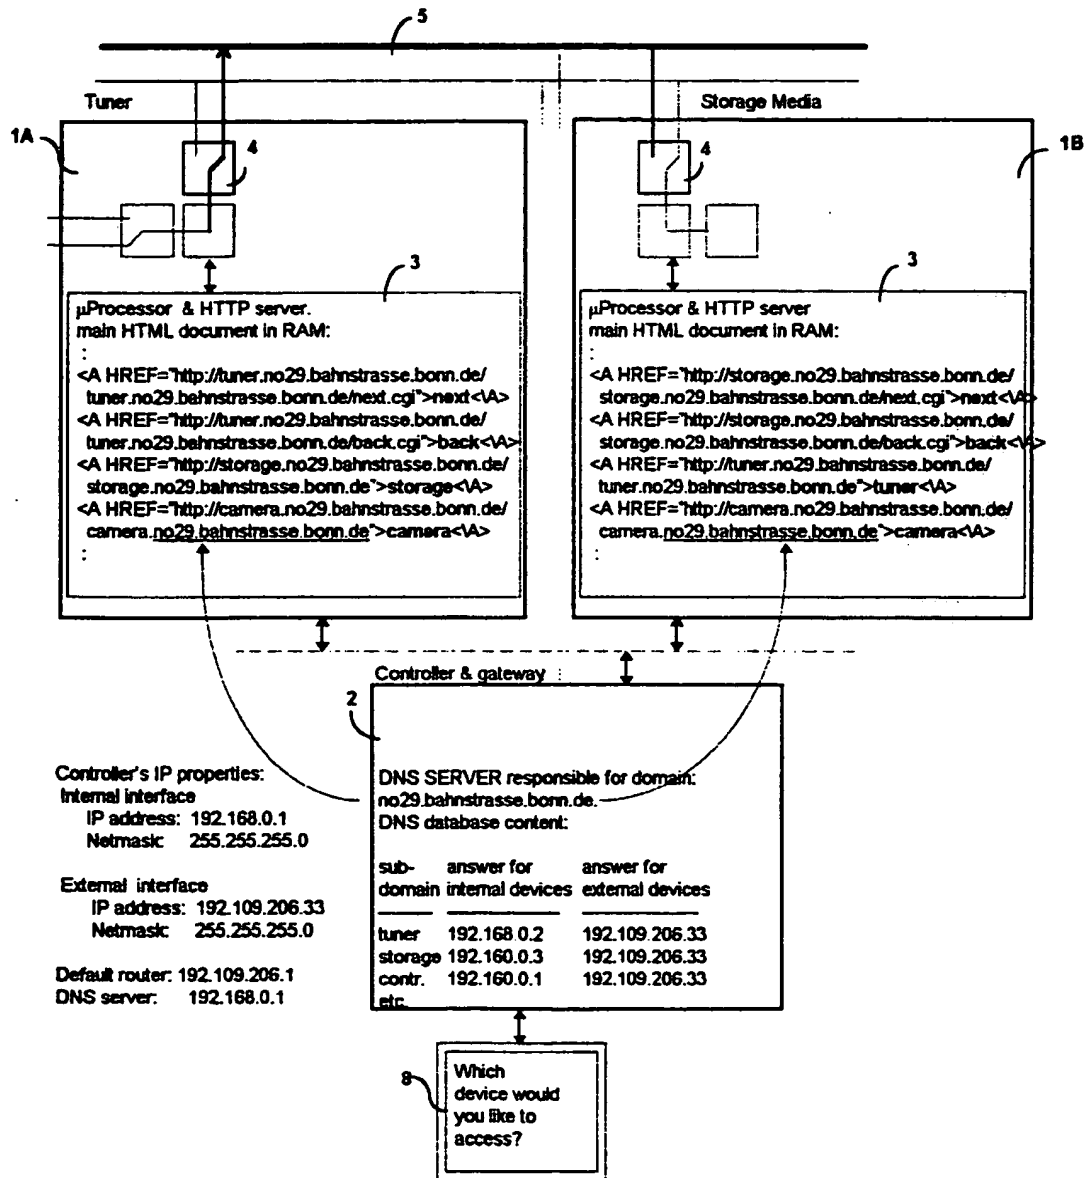 5
Tuner
Storage Media
1A
4
4
1B
3
µProcessor & HTTP server.
main HTML document in RAM:
:
<A HREF="http://tuner.no29.bahnstrasse.bonn.de/
tuner.no29.bahnstrasse.bonn.de/next.cgi">next<\A>
<A HREF="http://tuner.no29.bahnstrasse.bonn.de/
tuner.no29.bahnstrasse.bonn.de/back.cgi">back<\A>
<A HREF="http://storage.no29.bahnstrasse.bonn.de/
storage.no29.bahnstrasse.bonn.de">storage<\A>
<A HREF="http://camera.no29.bahnstrasse.bonn.de/
camera.no29.bahnstrasse.bonn.de">camera<\A>
:
3
µProcessor & HTTP server
main HTML document in RAM:
:
<A HREF="http://storage.no29.bahnstrasse.bonn.de/
storage.no29.bahnstrasse.bonn.de/next.cgi">next<\A>
<A HREF="http://storage.no29.bahnstrasse.bonn.de/
storage.no29.bahnstrasse.bonn.de/back.cgi">back<\A>
<A HREF="http://tuner.no29.bahnstrasse.bonn.de/
tuner.no29.bahnstrasse.bonn.de">tuner<\A>
<A HREF="http://camera.no29.bahnstrasse.bonn.de/
camera.no29.bahnstrasse.bonn.de">camera<\A>
:
Controller & gateway
2
Controller's IP properties:
Internal interface
IP address: 192.168.0.1
Netmask: 255.255.255.0
External interface
IP address: 192.109.206.33
Netmask: 255.255.255.0
Default router: 192.109.206.1
DNS server: 192.168.0.1
DNS SERVER responsible for domain:
no29.bahnstrasse.bonn.de.
DNS database content:
sub- answer for answer for
domain internal devices external devices
tuner 192.168.0.2 192.109.206.33
storage 192.160.0.3 192.109.206.33
contr. 192.160.0.1 192.109.206.33
etc.
8
Which
device would
you like to
access?